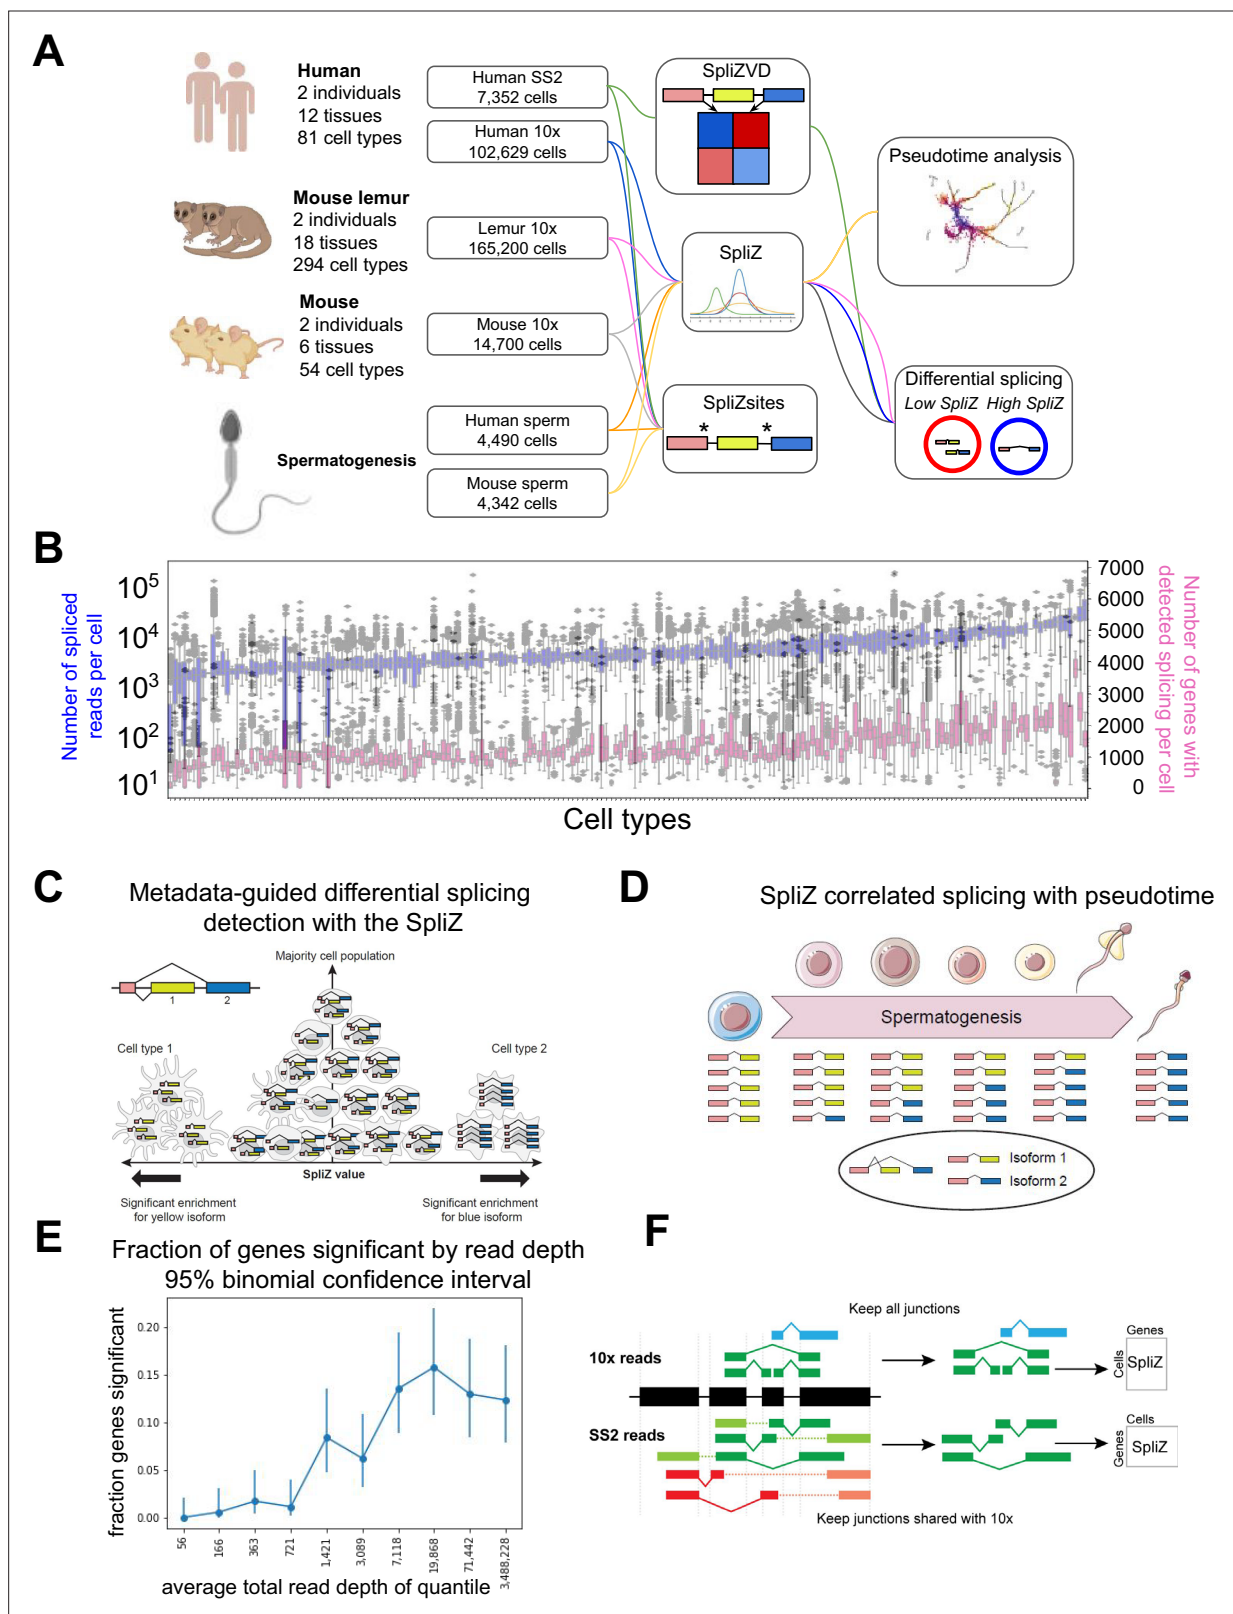 A
Human
2 individuals
12 tissues
81 cell types
Mouse lemur
2 individuals
18 tissues
294 cell types
Mouse
2 individuals
6 tissues
54 cell types
Spermatogenesis
Human SS2
7,352 cells
Human 10x
102,629 cells
Lemur 10x
165,200 cells
Mouse 10x
14,700 cells
Human sperm
4,490 cells
Mouse sperm
4,342 cells
SpliZVD
SpliZ
SpliZsites
* *
Pseudotime analysis
Differential splicing
Low SpliZ High SpliZ
B
Number of spliced
reads per cell
10^5
10^4
10^3
10^2
10^1
7000
6000
5000
4000
3000
2000
1000
0
Number of genes with
detected splicing per cell
Cell types
C
Metadata-guided differential splicing
detection with the SpliZ
Majority cell population
1 2
Cell type 1
Cell type 2
SpliZ value
Significant enrichment
for yellow isoform
Significant enrichment
for blue isoform
D
SpliZ correlated splicing with pseudotime
Spermatogenesis
Isoform 1
Isoform 2
E
Fraction of genes significant by read depth
95% binomial confidence interval
fraction genes significant
0.20
0.15
0.10
0.05
0.00
56
166
363
721
1,421
3,089
7,118
19,868
71,442
3,488,228
average total read depth of quantile
F
Keep all junctions
10x reads
Genes
Cells
SpliZ
SS2 reads
Cells
Genes
SpliZ
Keep junctions shared with 10x